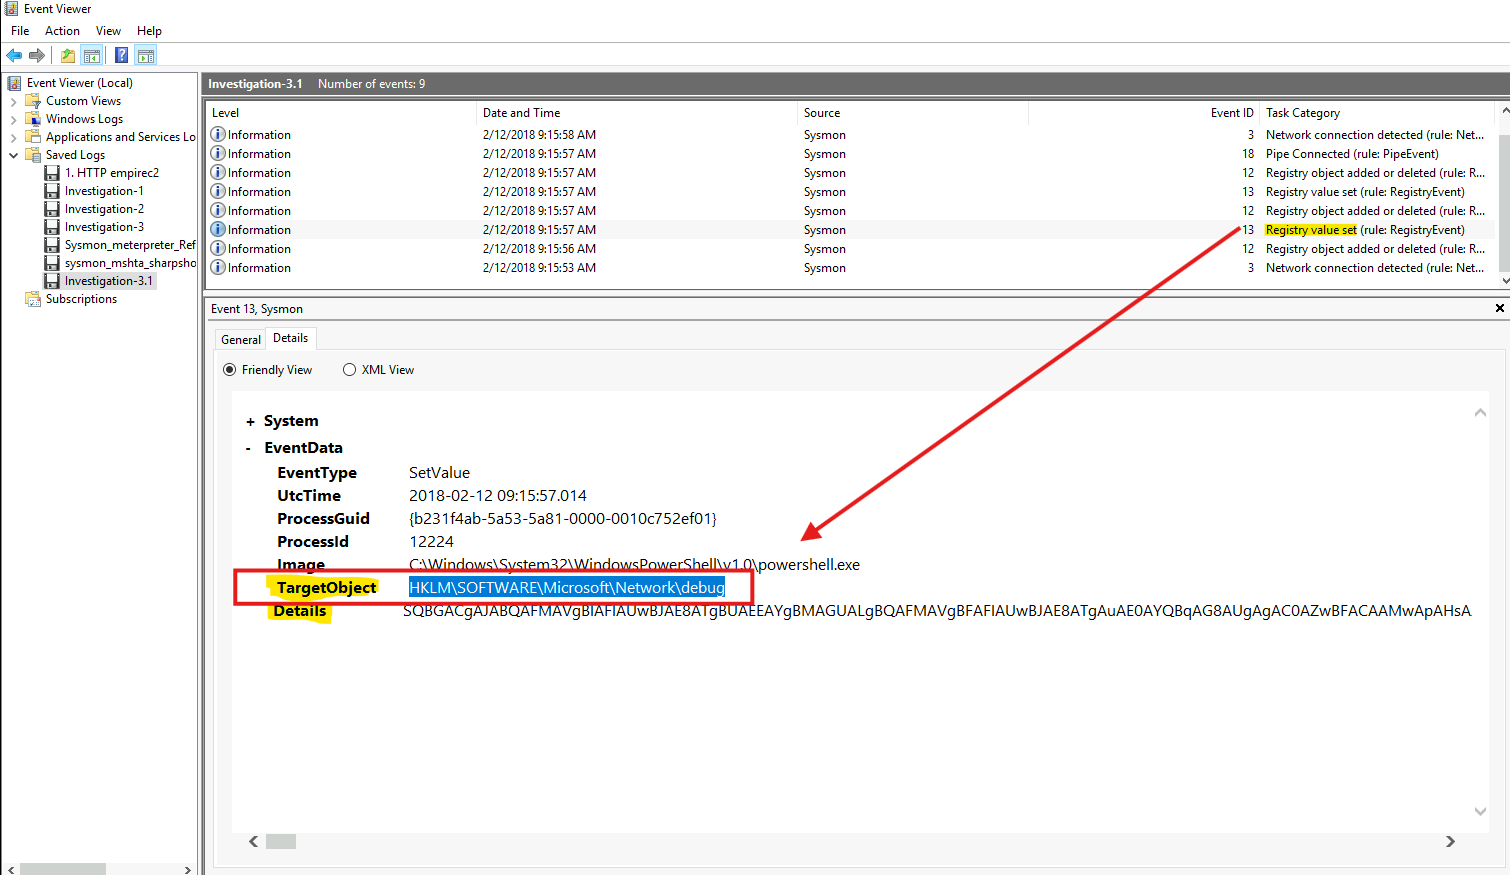 Event Viewer
File Action View Help
Event Viewer (Local)
Custom Views
Windows Logs
Applications and Services Lo
Saved Logs
1. HTTP empirec2
Investigation-1
Investigation-2
Investigation-3
Sysmon_meterpreter_Ref
sysmon_mshta_sharpsho
Investigation-3.1
Subscriptions
Investigation-3.1 Number of events: 9
Level Date and Time Source Event ID Task Category
Information 2/12/2018 9:15:58 AM Sysmon 3 Network connection detected (rule: Net...
Information 2/12/2018 9:15:57 AM Sysmon 18 Pipe Connected (rule: PipeEvent)
Information 2/12/2018 9:15:57 AM Sysmon 12 Registry object added or deleted (rule: R...
Information 2/12/2018 9:15:57 AM Sysmon 13 Registry value set (rule: RegistryEvent)
Information 2/12/2018 9:15:57 AM Sysmon 12 Registry object added or deleted (rule: R...
Information 2/12/2018 9:15:57 AM Sysmon 13 Registry value set (rule: RegistryEvent)
Information 2/12/2018 9:15:56 AM Sysmon 12 Registry object added or deleted (rule: R...
Information 2/12/2018 9:15:53 AM Sysmon 3 Network connection detected (rule: Net...
Event 13, Sysmon
General Details
Friendly View XML View
+ System
- EventData
EventType SetValue
UtcTime 2018-02-12 09:15:57.014
ProcessGuid {b231f4ab-5a53-5a81-0000-0010c752ef01}
ProcessId 12224
Image C:\Windows\System32\WindowsPowerShell\v1.0\powershell.exe
TargetObject HKLM\SOFTWARE\Microsoft\Network\debug
Details